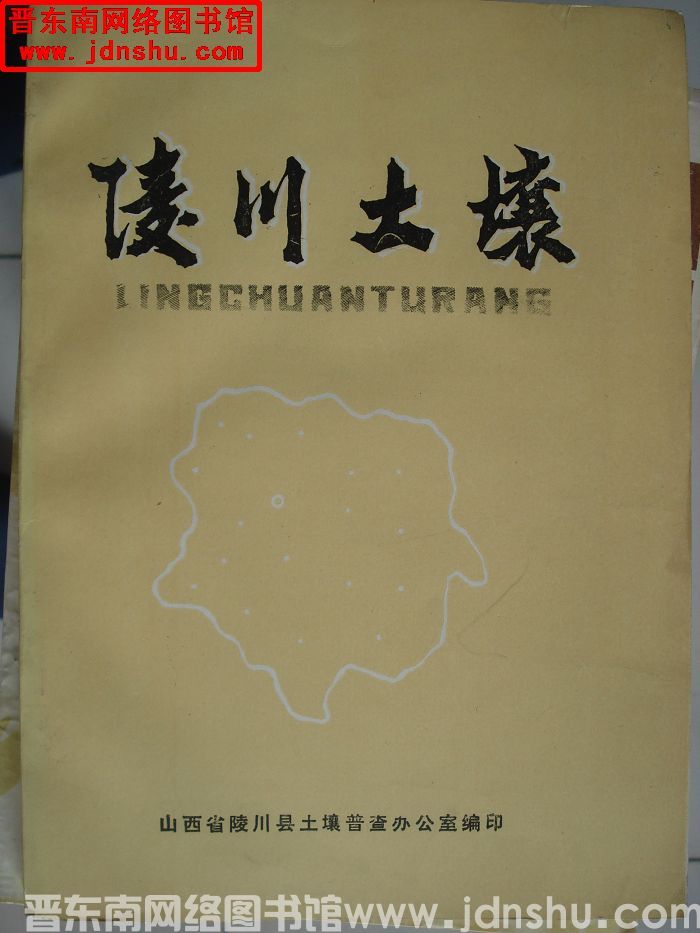 晋东南网络图书馆
www.jdnshu.com
陵川土壤
LINGCHUANTURANG
山西省陵川县土壤普查办公室编印
晋东南网络图书馆www.jdnshu.com